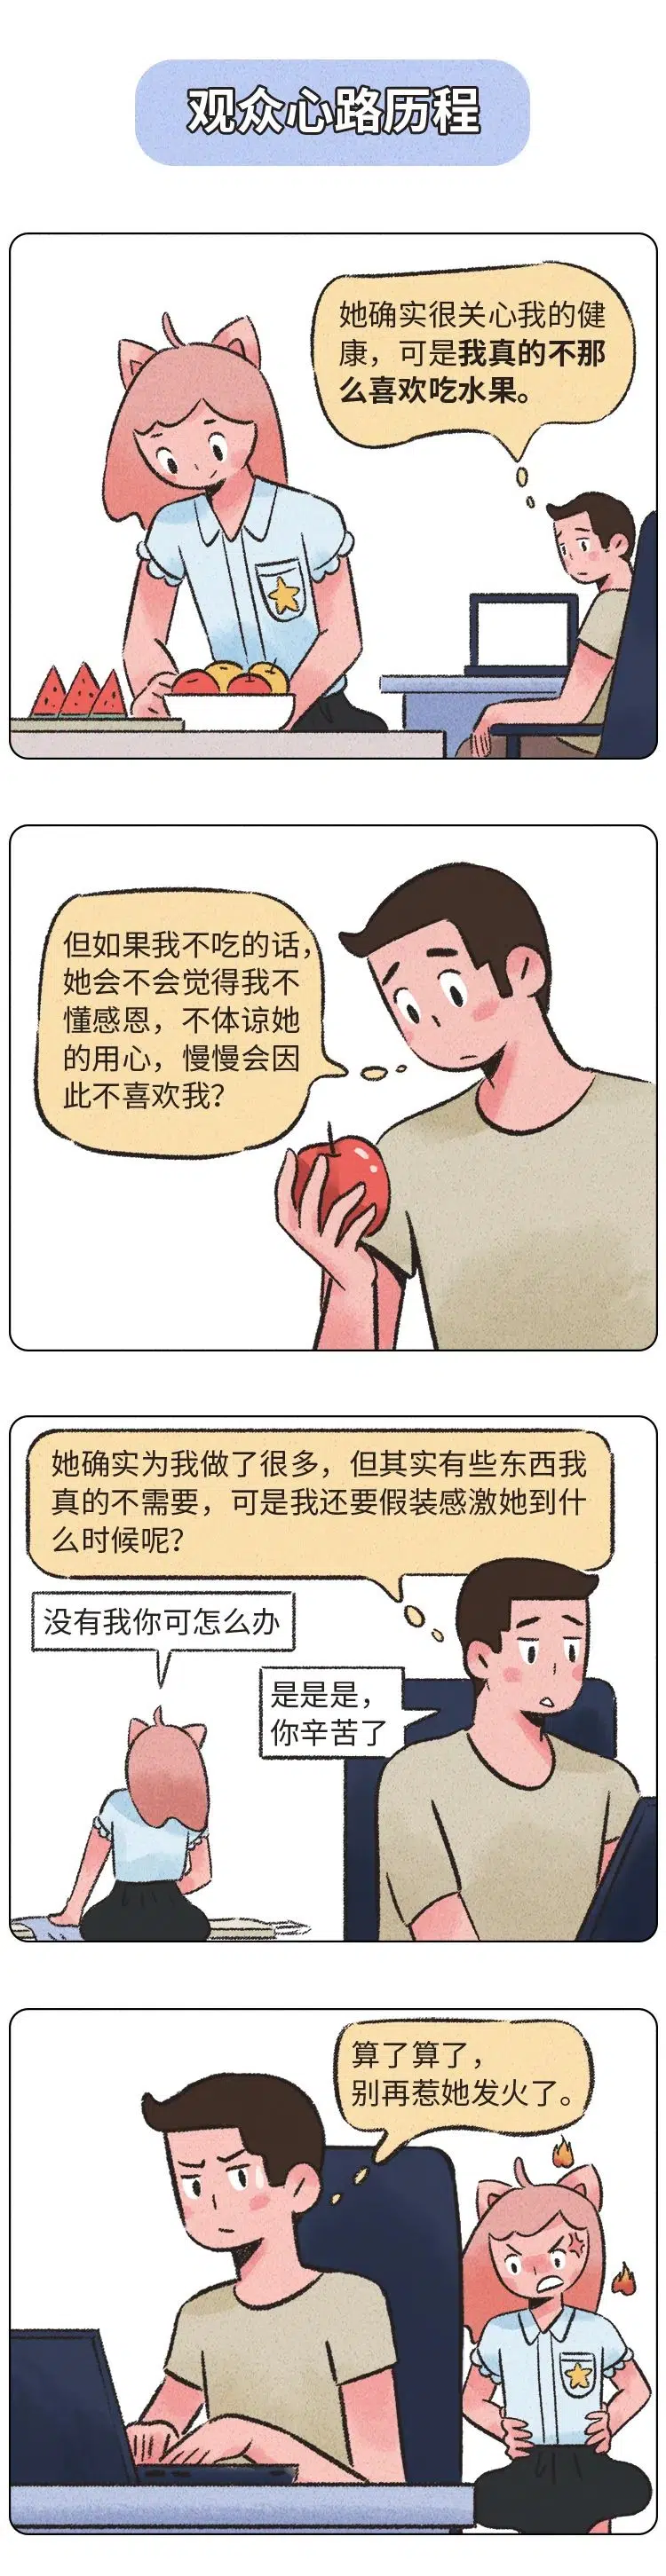 观众心路历程
她确实很关心我的健
康，可是我真的不那
么喜欢吃水果。
但如果我不吃的话，
她会不会觉得我不
懂感恩，不体谅她
的用心，慢慢会因
此不喜欢我？
她确实为我做了很多，但其实有些东西我
真的不需要，可是我还要假装感激她到什
么时候呢？
没有我你可怎么办
是是是，
你辛苦了
算了算了，
别再惹她发火了。